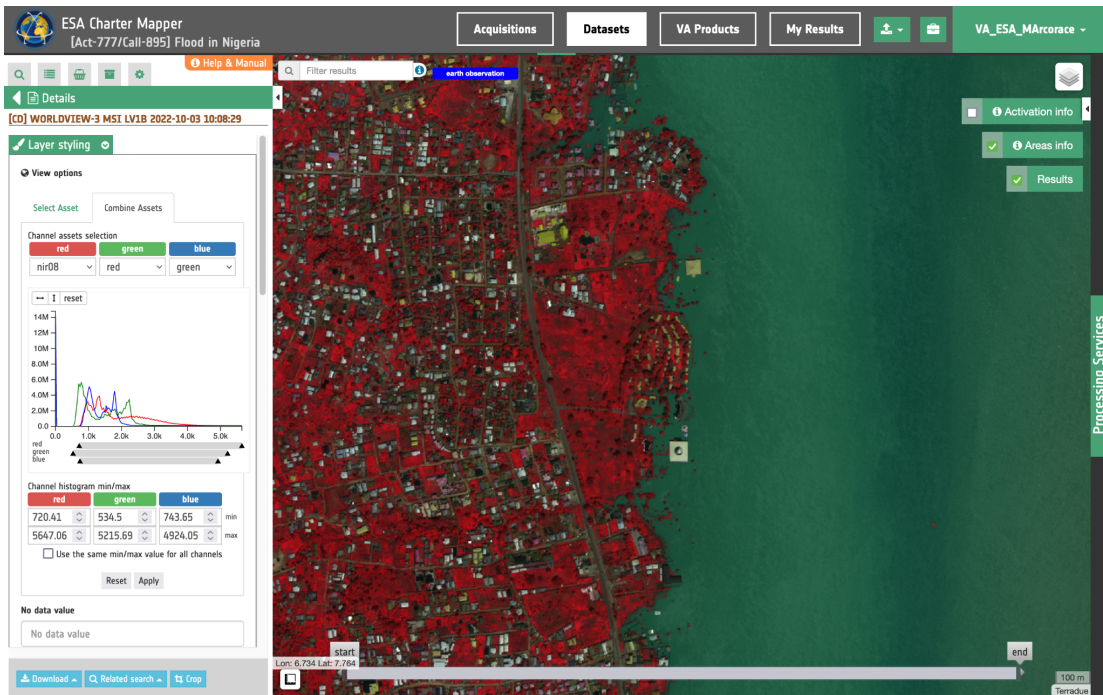 ESA Charter Mapper
[Act-777/Call-895] Flood in Nigeria
Acquisitions
Datasets
VA Products
My Results
VA_ESA_MArcorace
Help & Manual
Details
[CD] WORLDVIEW-3 MSI LV1B 2022-10-03 10:08:29
Layer styling
View options
Select Asset
Combine Assets
Channel assets selection
red green blue
nir08 red green
reset
14M
12M
10M
8.0M
6.0M
4.0M
2.0M
0.0
0.0 1.0k 2.0k 3.0k 4.0k 5.0k
red
green
blue
Channel histogram min/max
red green blue
720.41 534.5 743.65 min
5647.06 5215.69 4924.05 max
Use the same min/max value for all channels
Reset Apply
No data value
No data value
Download Related search Crop
Filter results
earth observation
Activation info
Areas info
Results
Processing Services
start
end
Lon: 6.734 Lat: 7.764
100 m
Terradue